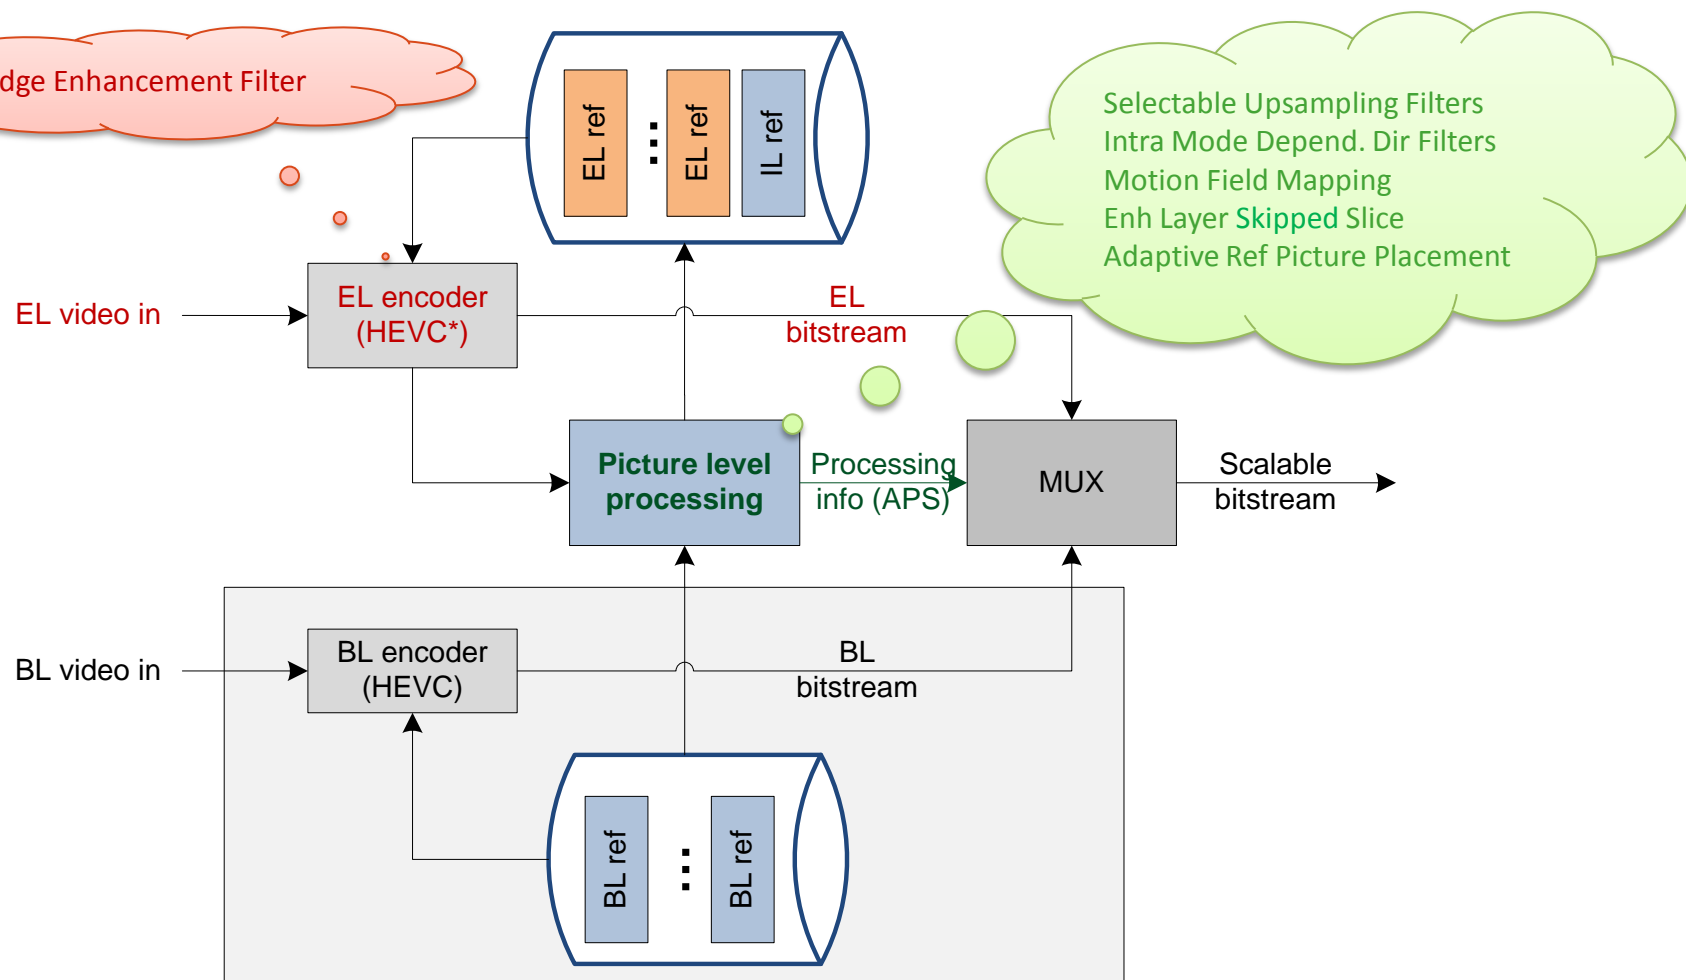 dge Enhancement Filter
EL ref
...
EL ref
IL ref
Selectable Upsampling Filters
Intra Mode Depend. Dir Filters
Motion Field Mapping
Enh Layer Skipped Slice
Adaptive Ref Picture Placement
EL video in
EL encoder
(HEVC*)
EL
bitstream
Picture level
processing
Processing
info (APS)
MUX
Scalable
bitstream
BL video in
BL encoder
(HEVC)
BL
bitstream
BL ref
...
BL ref